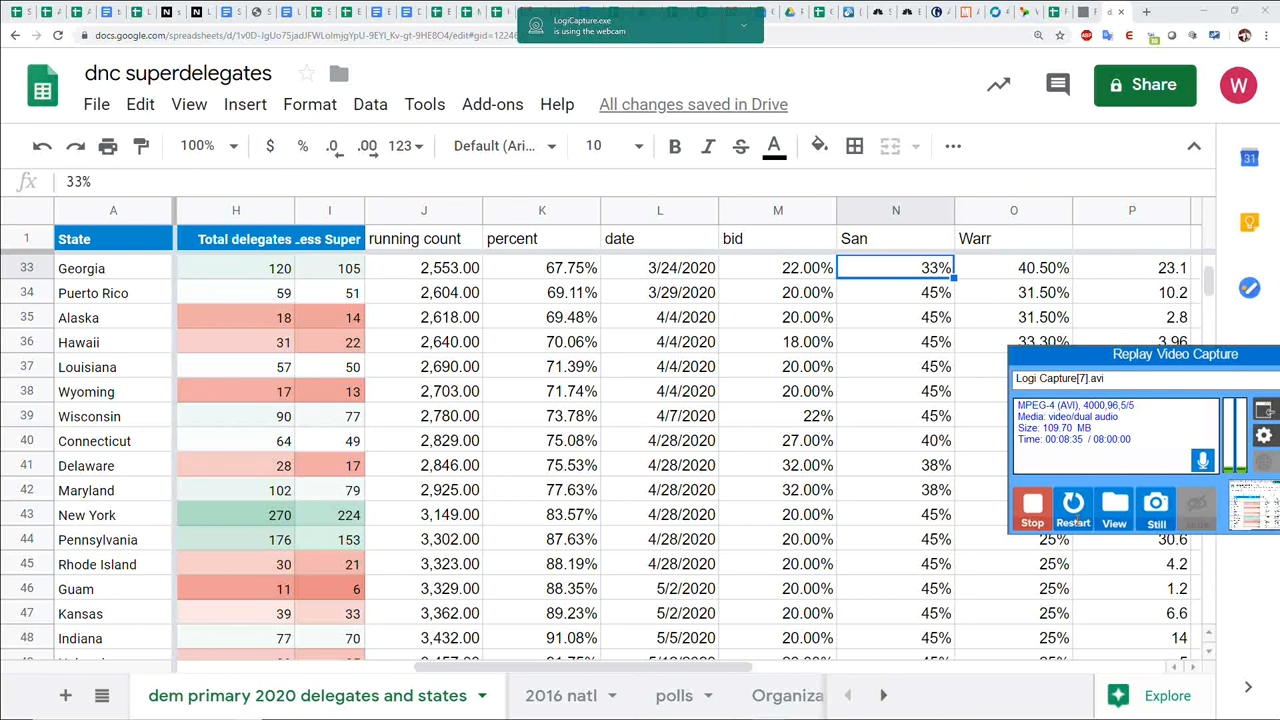 LogiCapture.exe
is using the webcam
dnc superdelegates
File Edit View Insert Format Data Tools Add-ons Help All changes saved in Drive
Share
W
100% $ % .0 .00 123 Default (Ari... 10 B I S A
31
fx 33%
A H I J K L M N O P
1 State Total delegates .ess Super running count percent date bid San Warr
33 Georgia 120 105 2,553.00 67.75% 3/24/2020 22.00% 33% 40.50% 23.1
34 Puerto Rico 59 51 2,604.00 69.11% 3/29/2020 20.00% 45% 31.50% 10.2
35 Alaska 18 14 2,618.00 69.48% 4/4/2020 20.00% 45% 31.50% 2.8
36 Hawaii 31 22 2,640.00 70.06% 4/4/2020 18.00% 45% 33.30% 3.96
37 Louisiana 57 50 2,690.00 71.39% 4/4/2020 20.00% 45%
38 Wyoming 17 13 2,703.00 71.74% 4/4/2020 20.00% 45%
39 Wisconsin 90 77 2,780.00 73.78% 4/7/2020 22% 45%
40 Connecticut 64 49 2,829.00 75.08% 4/28/2020 27.00% 40%
41 Delaware 28 17 2,846.00 75.53% 4/28/2020 32.00% 38%
42 Maryland 102 79 2,925.00 77.63% 4/28/2020 32.00% 38%
43 New York 270 224 3,149.00 83.57% 4/28/2020 20.00% 45%
44 Pennsylvania 176 153 3,302.00 87.63% 4/28/2020 20.00% 45% 25% 30.6
45 Rhode Island 30 21 3,323.00 88.19% 4/28/2020 20.00% 45% 25% 4.2
46 Guam 11 6 3,329.00 88.35% 5/2/2020 20.00% 45% 25% 1.2
47 Kansas 39 33 3,362.00 89.23% 5/2/2020 20.00% 45% 25% 6.6
48 Indiana 77 70 3,432.00 91.08% 5/5/2020 20.00% 45% 25% 14
Replay Video Capture
Logi Capture[7].avi
MPEG-4 (AVI), 4000,96,5/5
Media: video/dual audio
Size: 109.70 MB
Time: 00:08:35 / 08:00:00
Stop Restart View Still
dem primary 2020 delegates and states 2016 natl polls Organiza
Explore